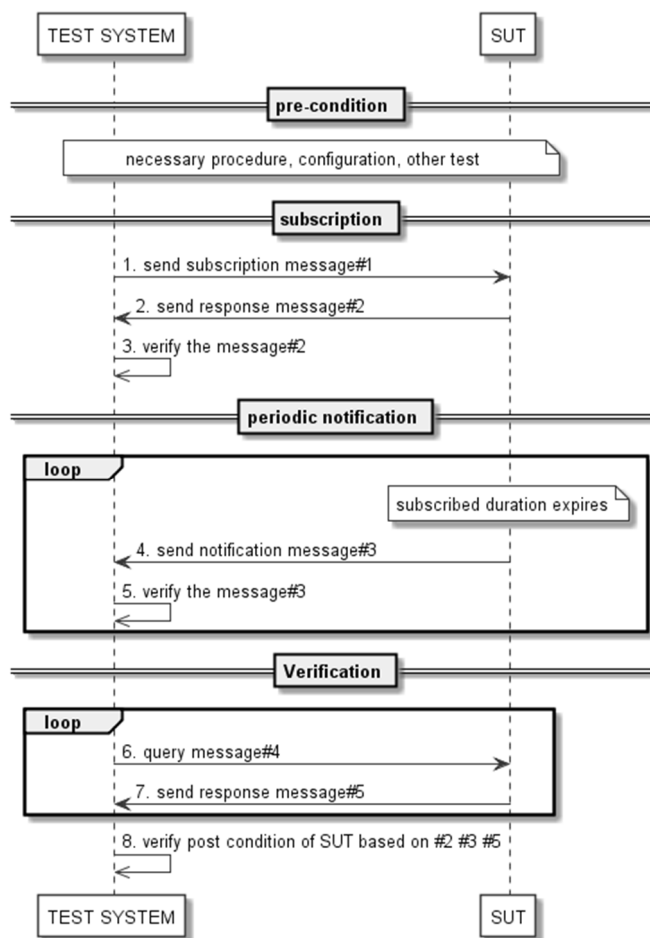 TEST SYSTEM
SUT
pre-condition
necessary procedure, configuration, other test
subscription
1. send subscription message#1
2. send response message#2
3. verify the message#2
periodic notification
loop
subscribed duration expires
4. send notification message#3
5. verify the message#3
Verification
loop
6. query message#4
7. send response message#5
8. verify post condition of SUT based on #2 #3 #5
TEST SYSTEM
SUT